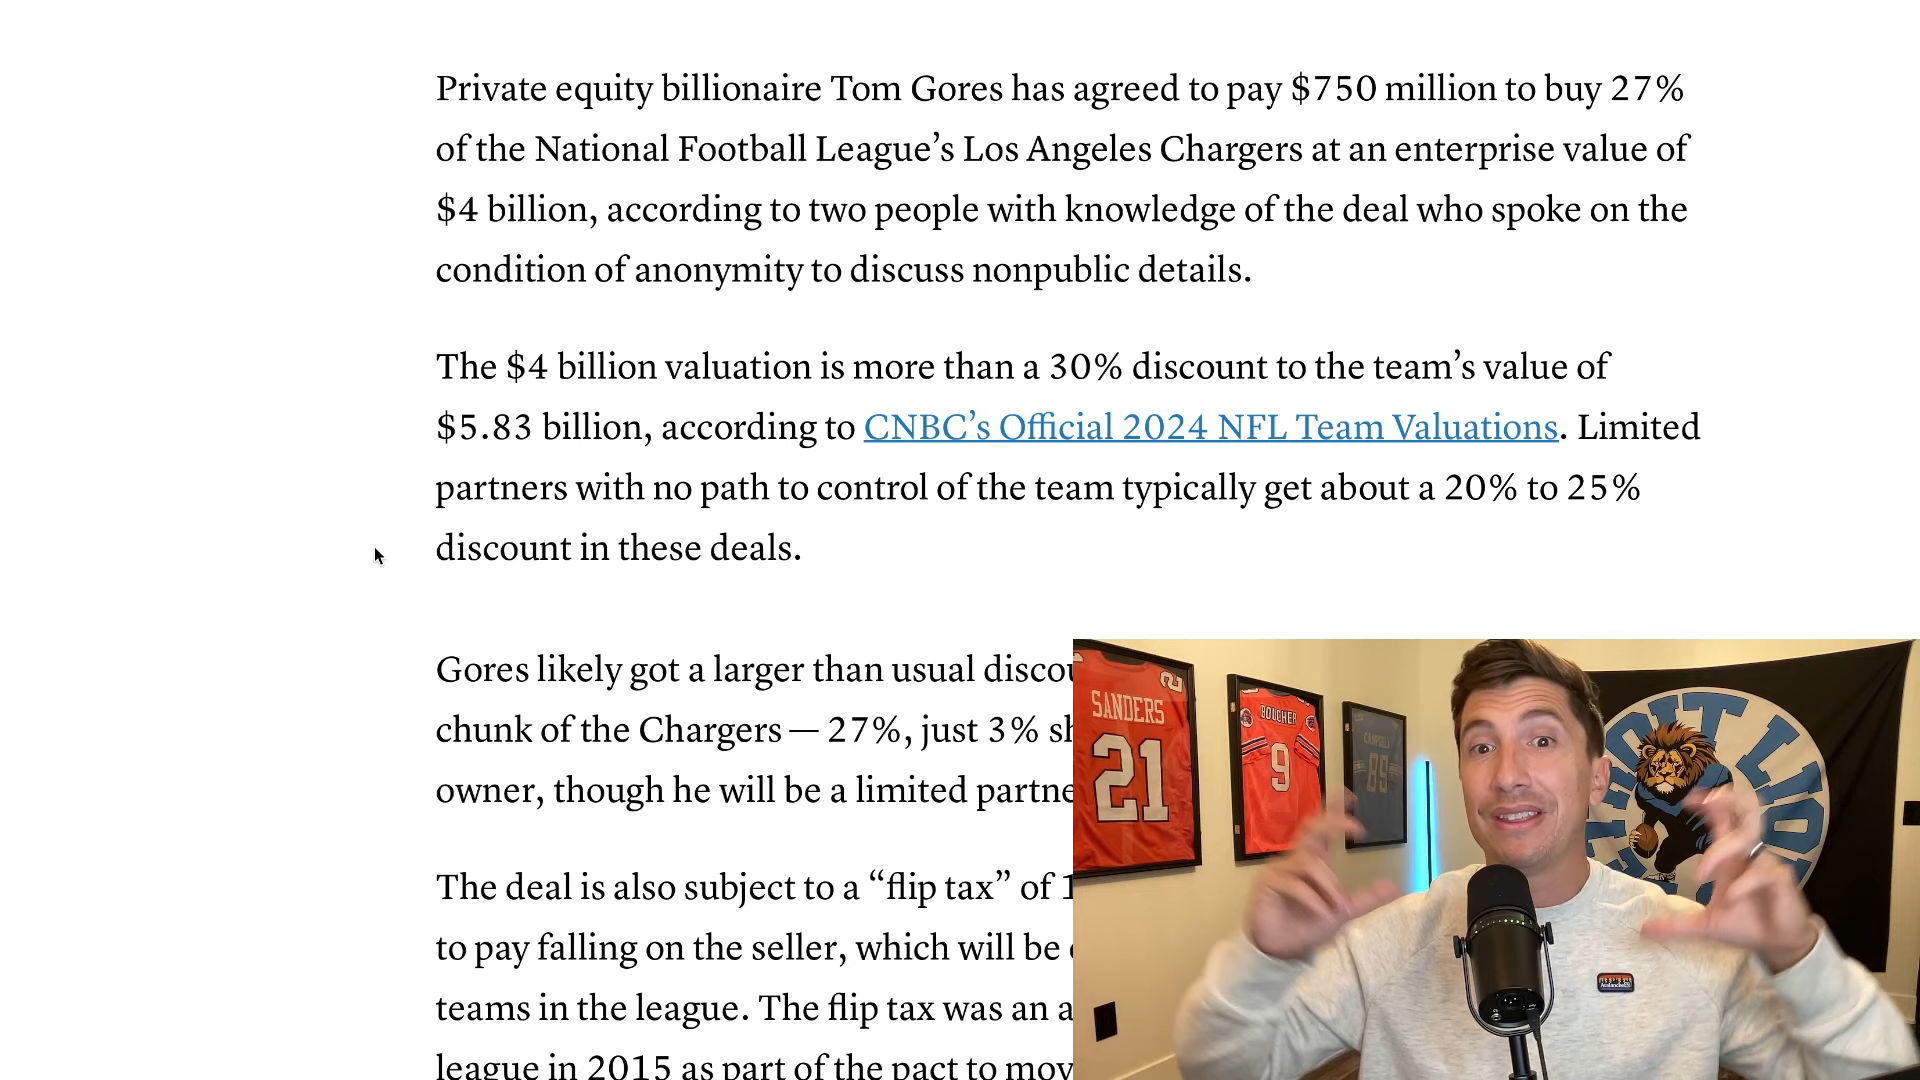 Private equity billionaire Tom Gores has agreed to pay $750 million to buy 27%
of the National Football League’s Los Angeles Chargers at an enterprise value of
$4 billion, according to two people with knowledge of the deal who spoke on the
condition of anonymity to discuss nonpublic details.
The $4 billion valuation is more than a 30% discount to the team’s value of
$5.83 billion, according to CNBC’s Official 2024 NFL Team Valuations. Limited
partners with no path to control of the team typically get about a 20% to 25%
discount in these deals.
Gores likely got a larger than usual
chunk of the Chargers — 27%, just 3%
owner, though he will be a limited
The deal is also subject to a “flip tax” of
to pay falling on the seller, which will be
teams in the league. The flip tax was an
league in 2015 as part of the pact to
SANDERS
21
2
BOUCHER
9
CAMPBELL
89